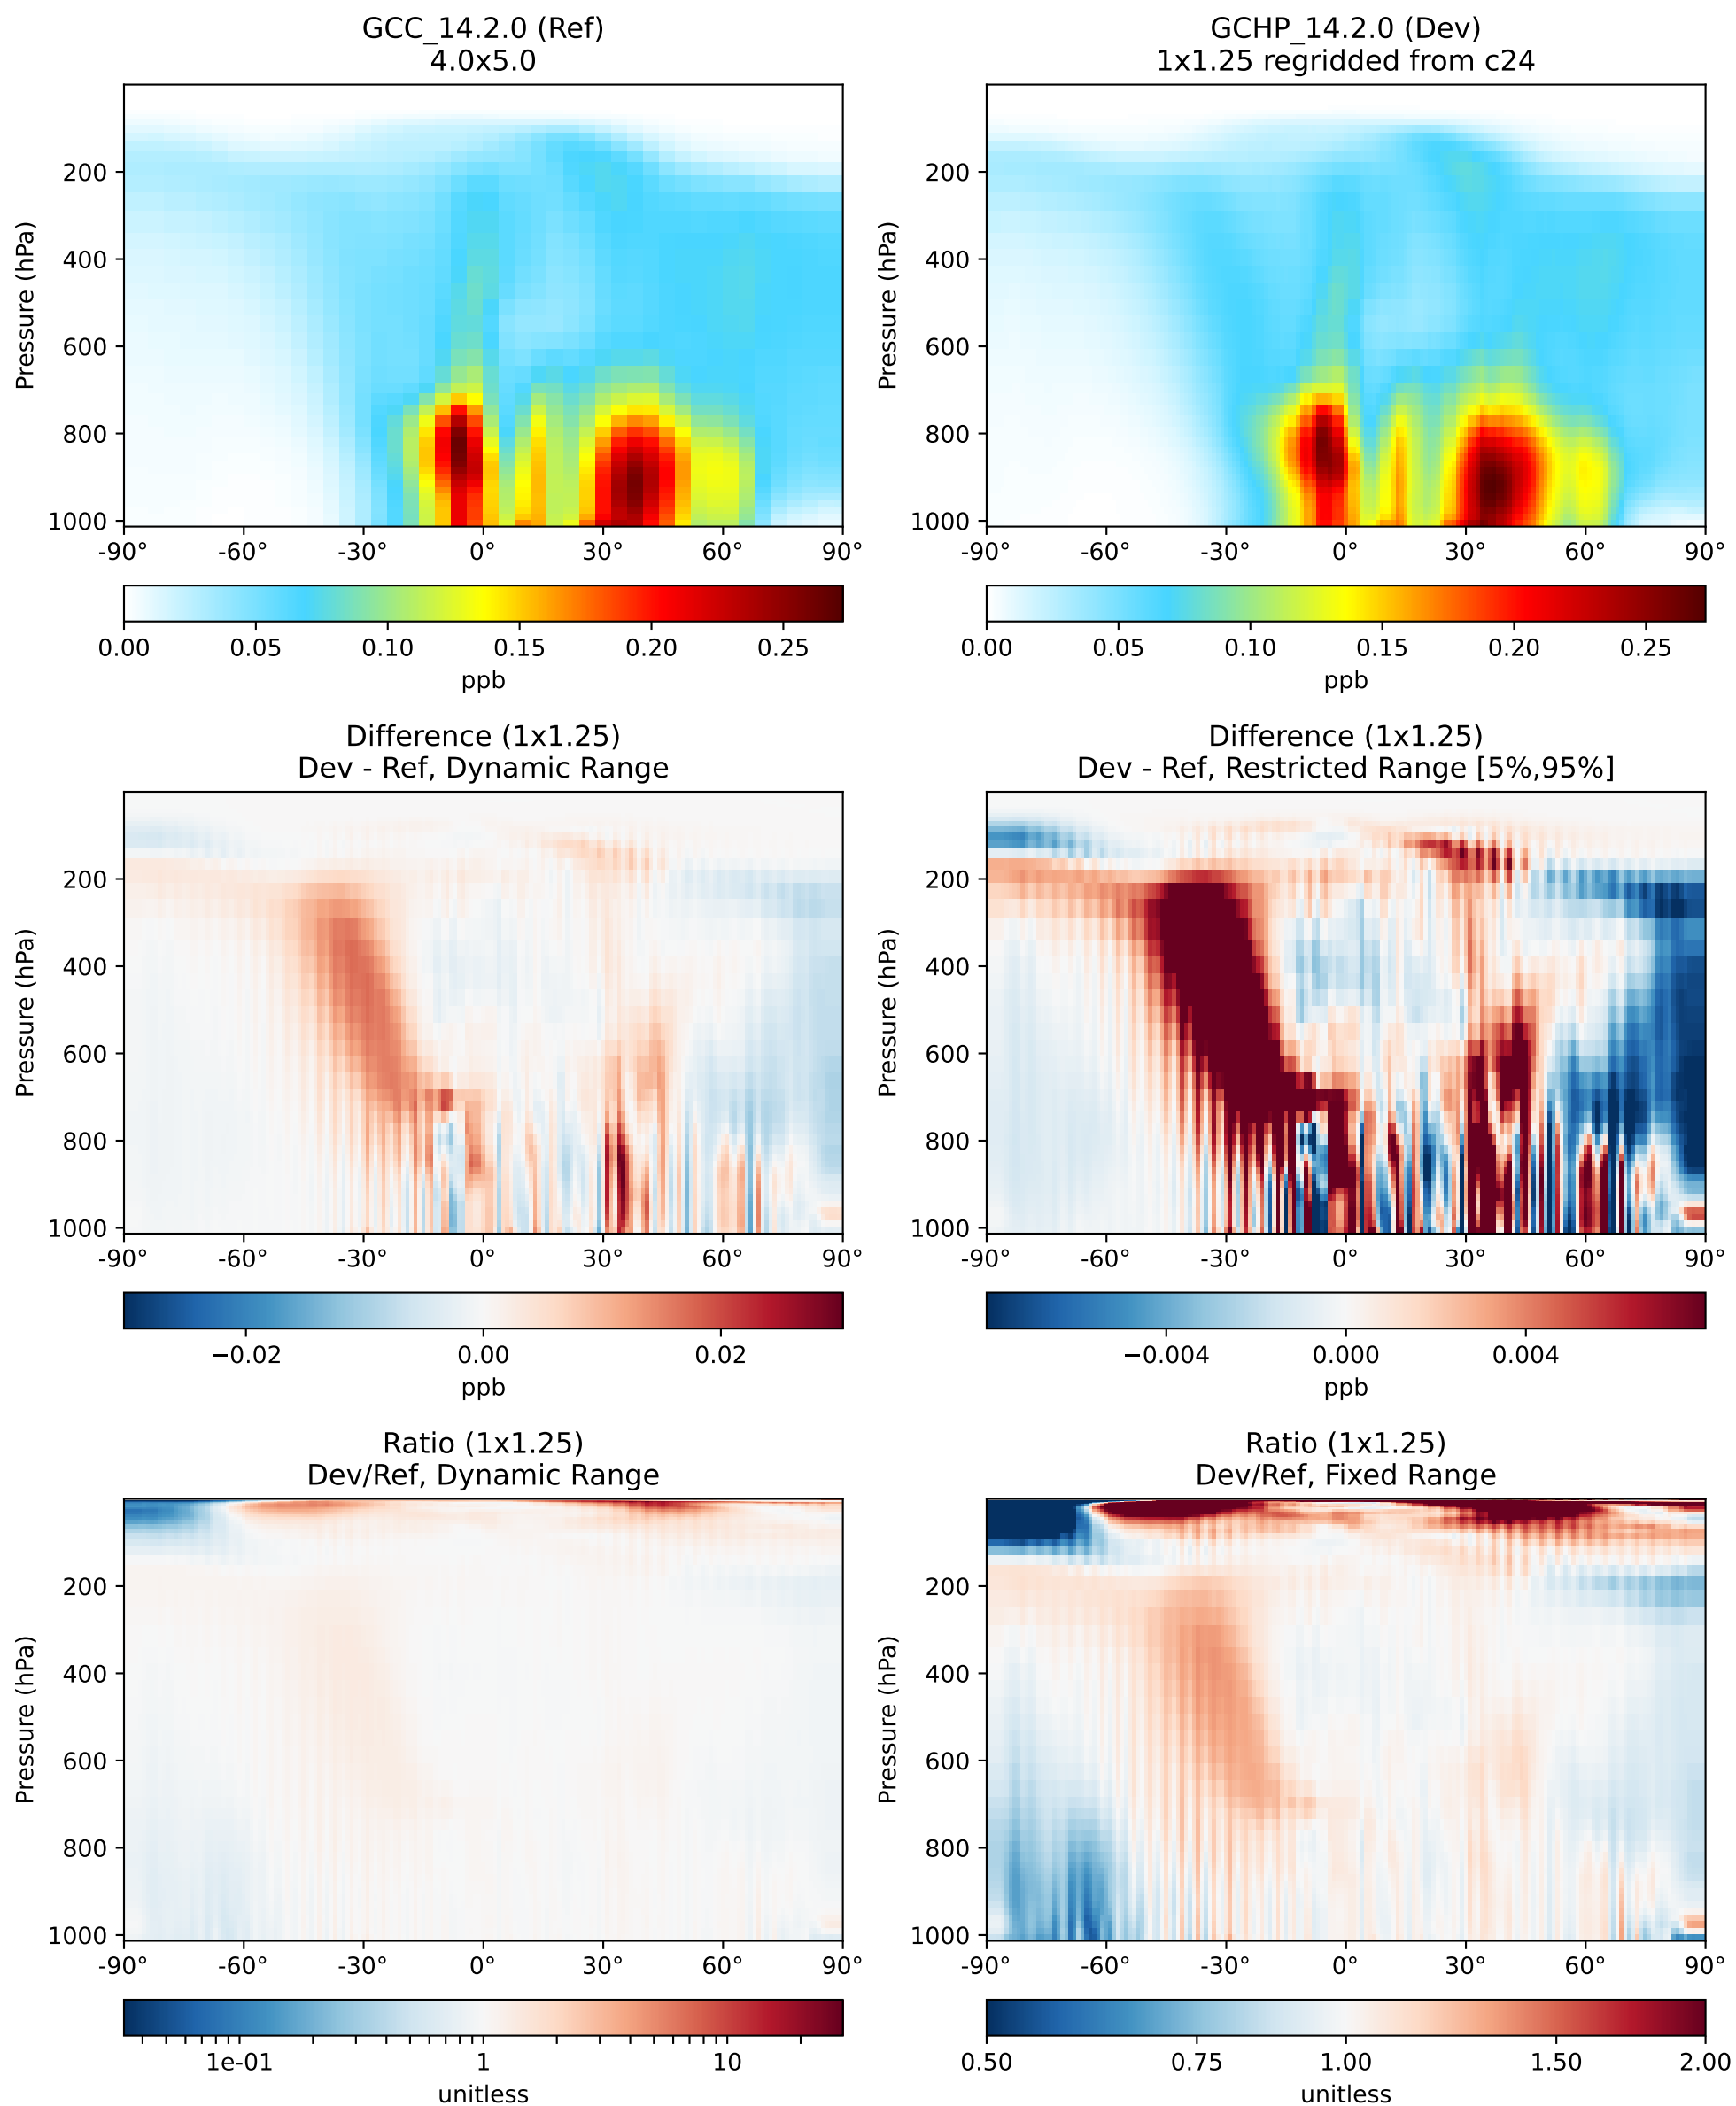 GCC_14.2.0 (Ref)
4.0x5.0
Pressure (hPa)
200
400
600
800
1000
-90° -60° -30° 0° 30° 60° 90°
0.00 0.05 0.10 0.15 0.20 0.25
ppb
GCHP_14.2.0 (Dev)
1x1.25 regridded from c24
Pressure (hPa)
200
400
600
800
1000
-90° -60° -30° 0° 30° 60° 90°
0.00 0.05 0.10 0.15 0.20 0.25
ppb
Difference (1x1.25)
Dev - Ref, Dynamic Range
Pressure (hPa)
200
400
600
800
1000
-90° -60° -30° 0° 30° 60° 90°
−0.02 0.00 0.02
ppb
Difference (1x1.25)
Dev - Ref, Restricted Range [5%,95%]
Pressure (hPa)
200
400
600
800
1000
-90° -60° -30° 0° 30° 60° 90°
−0.004 0.000 0.004
ppb
Ratio (1x1.25)
Dev/Ref, Dynamic Range
Pressure (hPa)
200
400
600
800
1000
-90° -60° -30° 0° 30° 60° 90°
1e-01 1 10
unitless
Ratio (1x1.25)
Dev/Ref, Fixed Range
Pressure (hPa)
200
400
600
800
1000
-90° -60° -30° 0° 30° 60° 90°
0.50 0.75 1.00 1.50 2.00
unitless